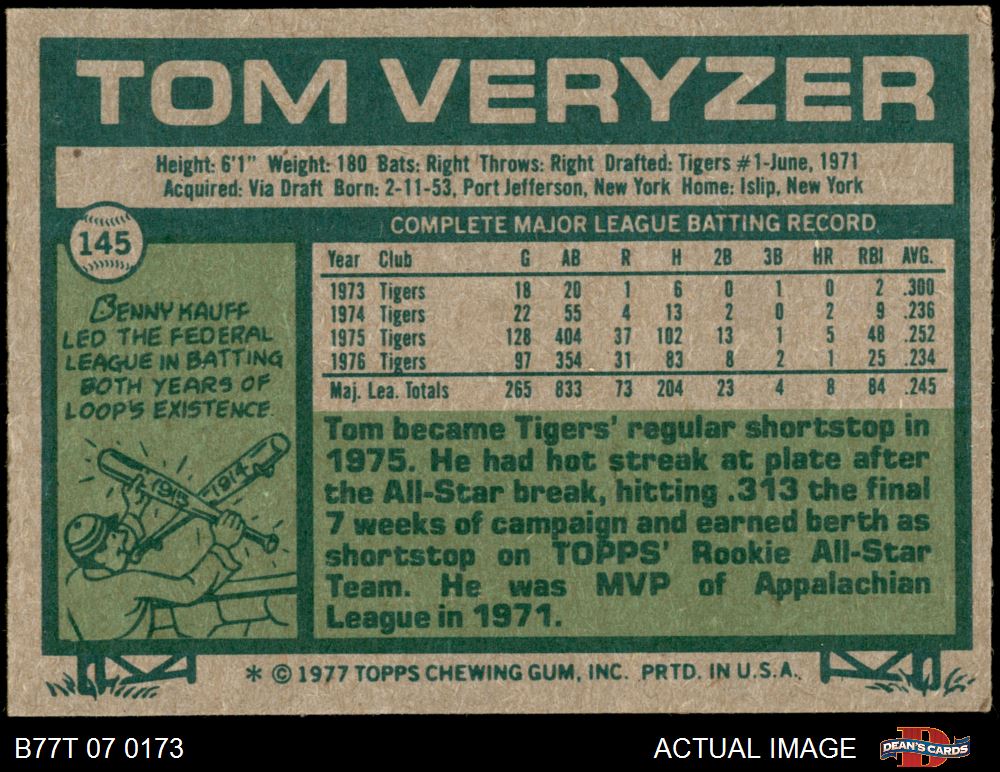 TOM VERYZER
Height: 6'1" Weight: 180 Bats: Right Throws: Right Drafted: Tigers #1-June, 1971
Acquired: Via Draft Born: 2-11-53, Port Jefferson, New York Home: Islip, New York
145
BENNY KAUFF
LED THE FEDERAL
LEAGUE IN BATTING
BOTH YEARS OF
LOOP'S EXISTENCE.
1915 1914
COMPLETE MAJOR LEAGUE BATTING RECORD
Year Club G AB R H 2B 3B HR RBI AVG.
1973 Tigers 18 20 1 6 0 1 0 2 .300
1974 Tigers 22 55 4 13 2 0 2 9 .236
1975 Tigers 128 404 37 102 13 1 5 48 .252
1976 Tigers 97 354 31 83 8 2 1 25 .234
Maj. Lea. Totals 265 833 73 204 23 4 8 84 .245
Tom became Tigers' regular shortstop in
1975. He had hot streak at plate after
the All-Star break, hitting .313 the final
7 weeks of campaign and earned berth as
shortstop on TOPPS' Rookie All-Star
Team. He was MVP of Appalachian
League in 1971.
* © 1977 TOPPS CHEWING GUM, INC. PRTD. IN U.S.A.
B77T 07 0173
ACTUAL IMAGE
DEAN'S CARDS